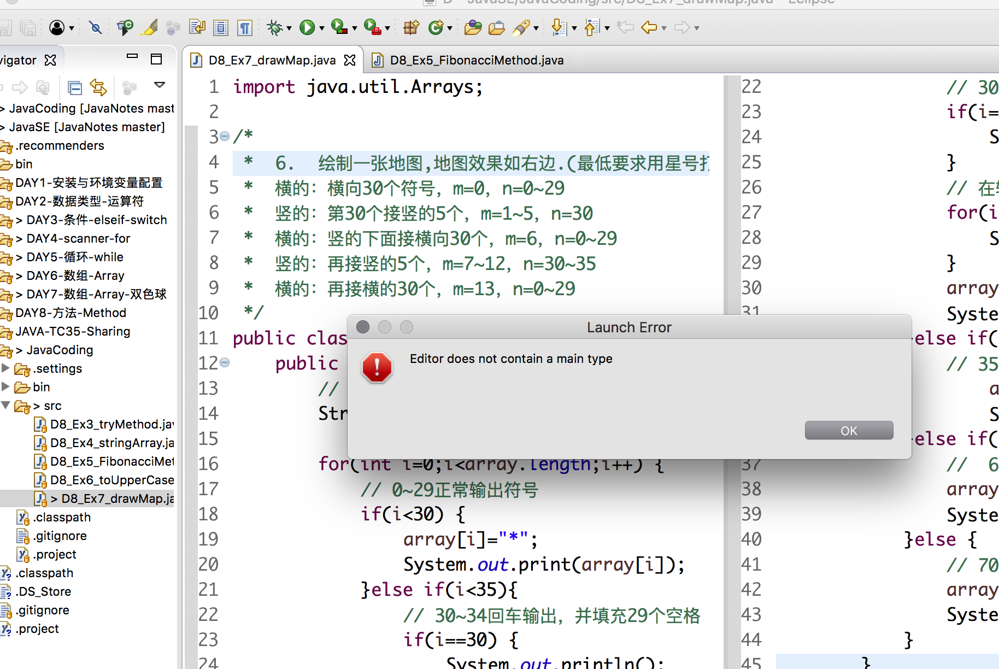 vigator
D8_Ex7_drawMap.java
D8_Ex5_FibonacciMethod.java
> JavaCoding [JavaNotes mast
> JavaSE [JavaNotes master]
.recommenders
bin
DAY1-安装与环境变量配置
DAY2-数据类型-运算符
> DAY3-条件-elseif-switch
> DAY4-scanner-for
> DAY5-循环-while
> DAY6-数组-Array
> DAY7-数组-Array-双色球
DAY8-方法-Method
JAVA-TC35-Sharing
> JavaCoding
.settings
bin
> src
D8_Ex3_tryMethod.jav
D8_Ex4_stringArray.ja
D8_Ex5_FibonacciMet
D8_Ex6_toUpperCase
> D8_Ex7_drawMap.ja
.classpath
.gitignore
.project
.classpath
.DS_Store
.gitignore
.project
1 import java.util.Arrays;
2
3 /*
4 * 6. 绘制一张地图,地图效果如右边.(最低要求用星号打
5 * 横的：横向30个符号，m=0，n=0~29
6 * 竖的：第30个接竖的5个，m=1~5，n=30
7 * 横的：竖的下面接横向30个，m=6，n=0~29
8 * 竖的：再接竖的5个，m=7~12，n=30~35
9 * 横的：再接横的30个，m=13，n=0~29
10 */
11 public clas
12 public
13 //
14 Str
15
16 for(int i=0;i<array.length;i++) {
17 // 0~29正常输出符号
18 if(i<30) {
19 array[i]="*";
20 System.out.print(array[i]);
21 }else if(i<35){
22 // 30~34回车输出，并填充29个空格
23 if(i==30) {
24 System.out.println();
Launch Error
Editor does not contain a main type
OK
22 // 30
23 if(i=
24 S
25 }
26 // 在
27 for(i
28 S
29 }
30 array
31 Syste
else if(
// 35
a
S
else if(
37 // 6
38 array
39 Syste
40 }else {
41 // 70
42 array
43 Syste
44 }
45 }